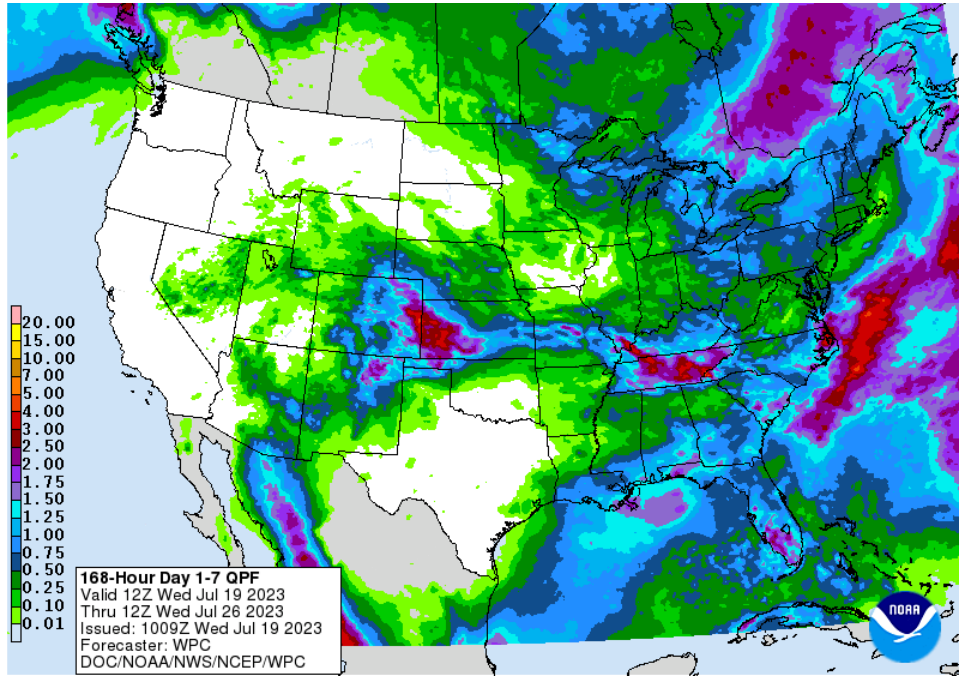 20.00
15.00
10.00
7.00
5.00
4.00
3.00
2.50
2.00
1.75
1.50
1.25
1.00
0.75
0.50
0.25
0.10
0.01
168-Hour Day 1-7 QPF
Valid 12Z Wed Jul 19 2023
Thru 12Z Wed Jul 26 2023
Issued: 1009Z Wed Jul 19 2023
Forecaster: WPC
DOC/NOAA/NWS/NCEP/WPC
NOAA